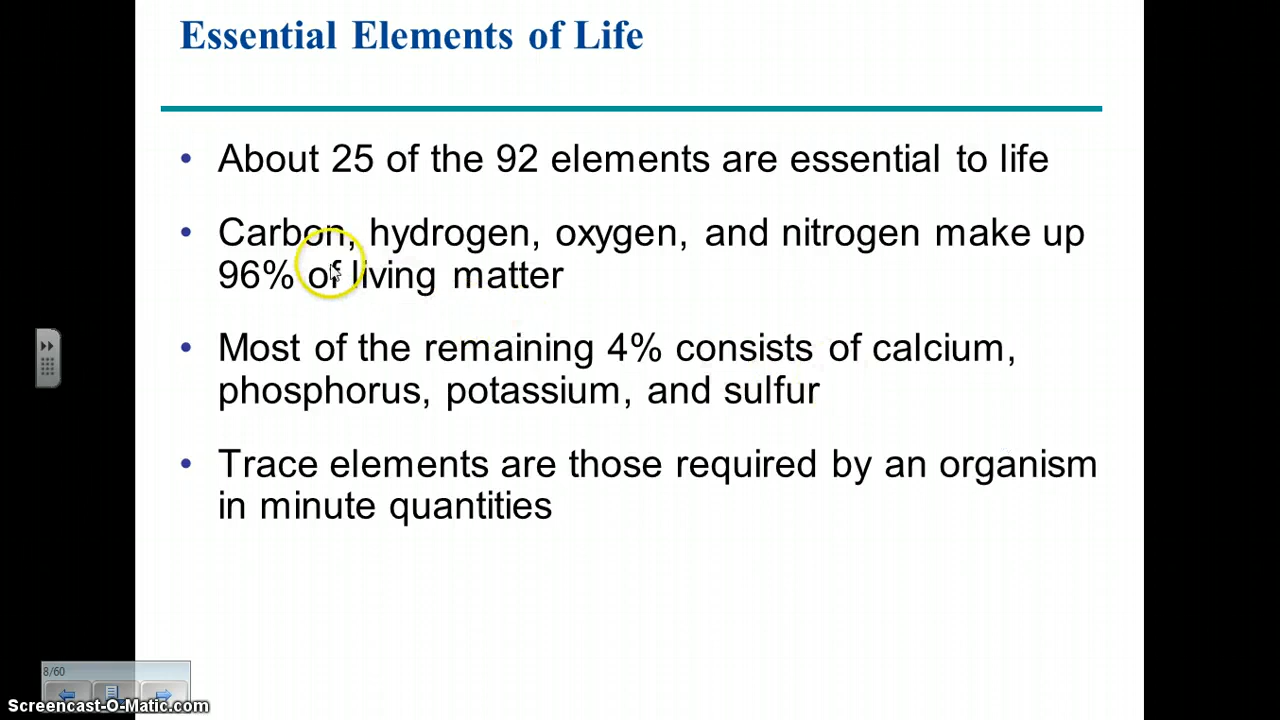 Essential Elements of Life
• About 25 of the 92 elements are essential to life
• Carbon, hydrogen, oxygen, and nitrogen make up
96% of living matter
• Most of the remaining 4% consists of calcium,
phosphorus, potassium, and sulfur
• Trace elements are those required by an organism
in minute quantities
8/60
Screencast-O-Matic.com